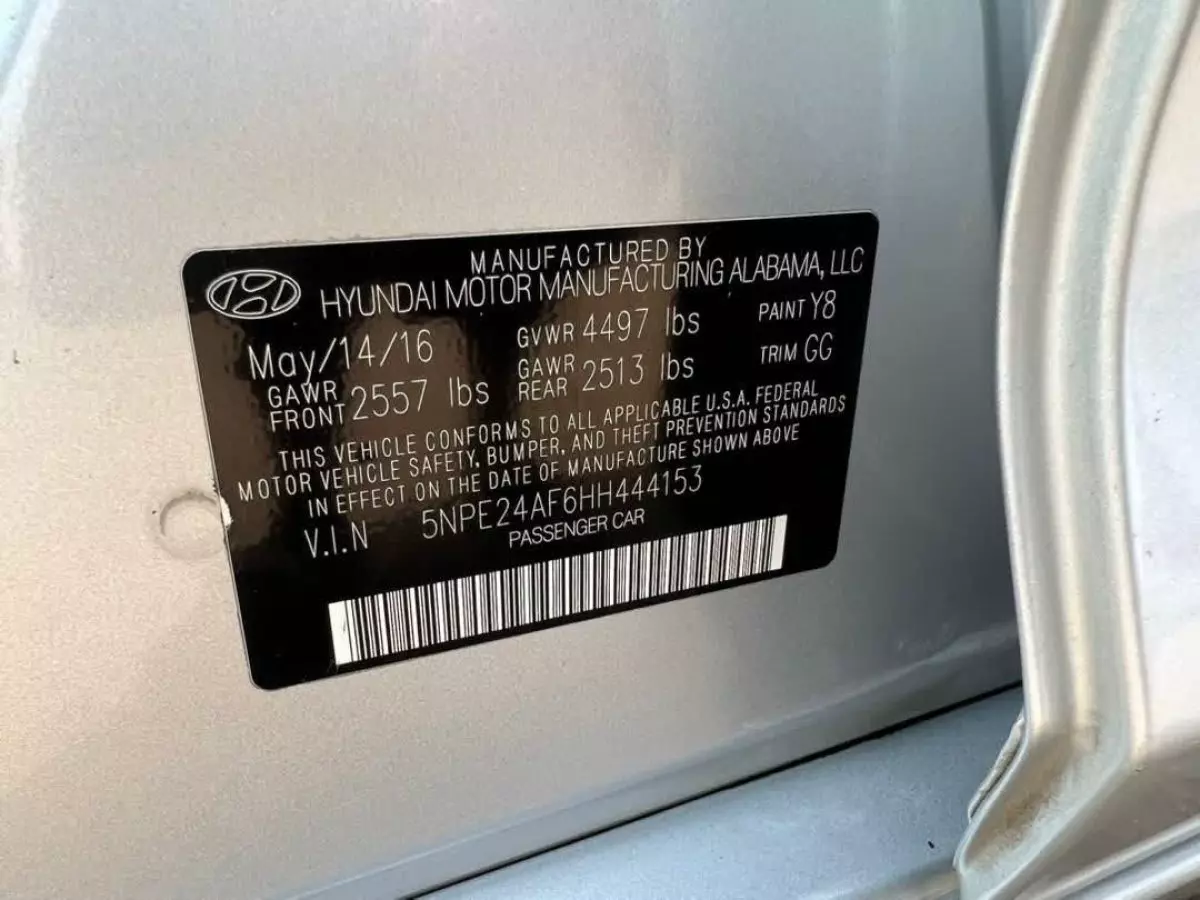 MANUFACTURED BY
HYUNDAI MOTOR MANUFACTURING ALABAMA, LLC
May/14/16 GVWR 4497 lbs PAINT Y8
GAWR FRONT 2557 lbs GAWR REAR 2513 lbs TRIM GG
THIS VEHICLE CONFORMS TO ALL APPLICABLE U.S.A. FEDERAL
MOTOR VEHICLE SAFETY, BUMPER, AND THEFT PREVENTION STANDARDS
IN EFFECT ON THE DATE OF MANUFACTURE SHOWN ABOVE
V.I.N 5NPE24AF6HH444153
PASSENGER CAR